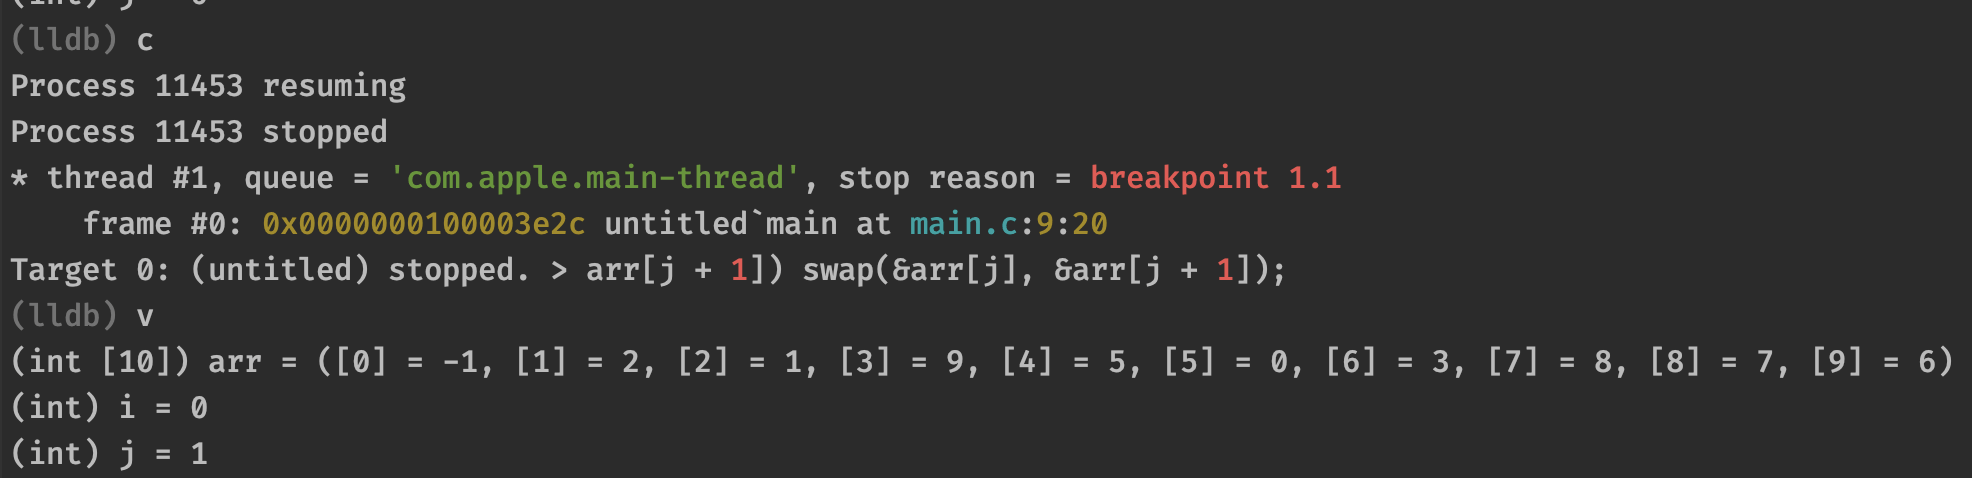 (int) j = 0
(lldb) c
Process 11453 resuming
Process 11453 stopped
* thread #1, queue = 'com.apple.main-thread', stop reason = breakpoint 1.1
    frame #0: 0x0000000100003e2c untitled`main at main.c:9:20
Target 0: (untitled) stopped. > arr[j + 1]) swap(&arr[j], &arr[j + 1]);
(lldb) v
(int [10]) arr = ([0] = -1, [1] = 2, [2] = 1, [3] = 9, [4] = 5, [5] = 0, [6] = 3, [7] = 8, [8] = 7, [9] = 6)
(int) i = 0
(int) j = 1